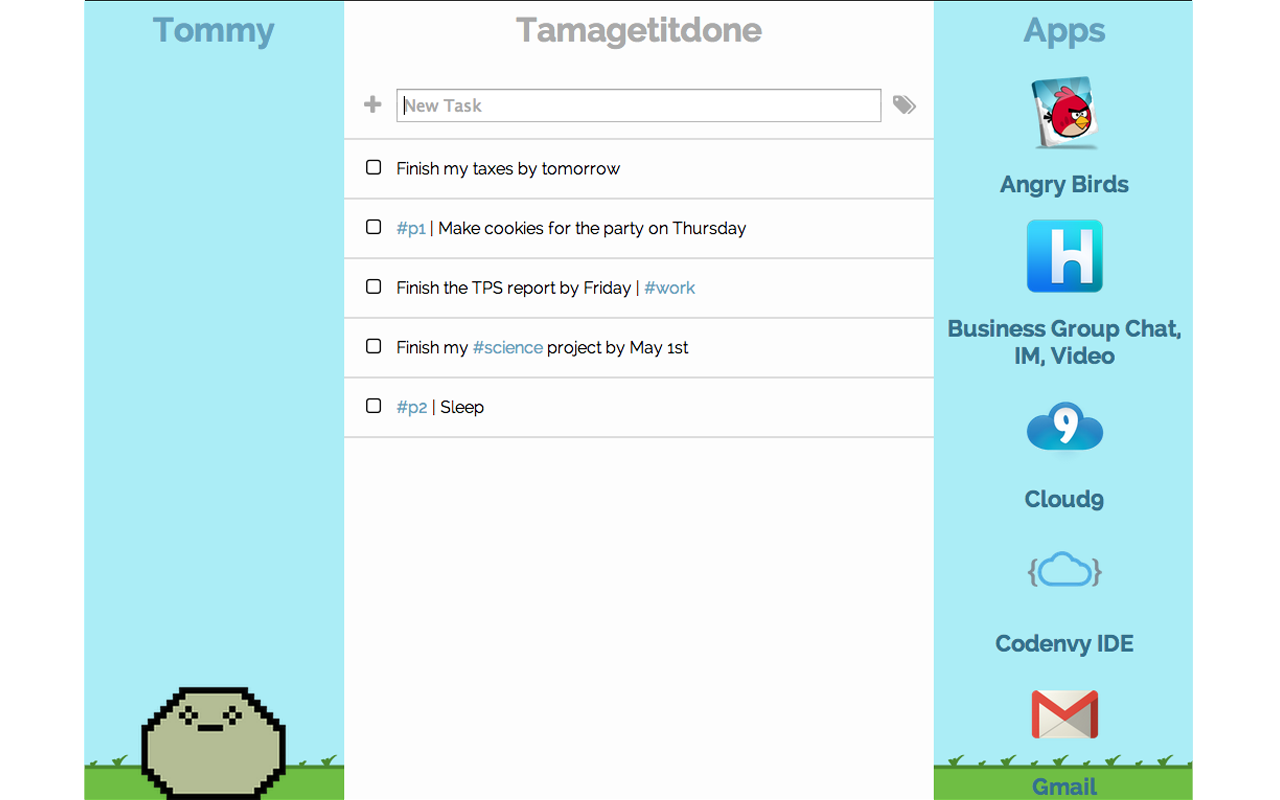 Tommy
Tamagetitdone
Apps
New Task
Finish my taxes by tomorrow
#p1 | Make cookies for the party on Thursday
Finish the TPS report by Friday | #work
Finish my #science project by May 1st
#p2 | Sleep
Angry Birds
H
Business Group Chat,
IM, Video
9
Cloud9
{ }
Codenvy IDE
Gmail